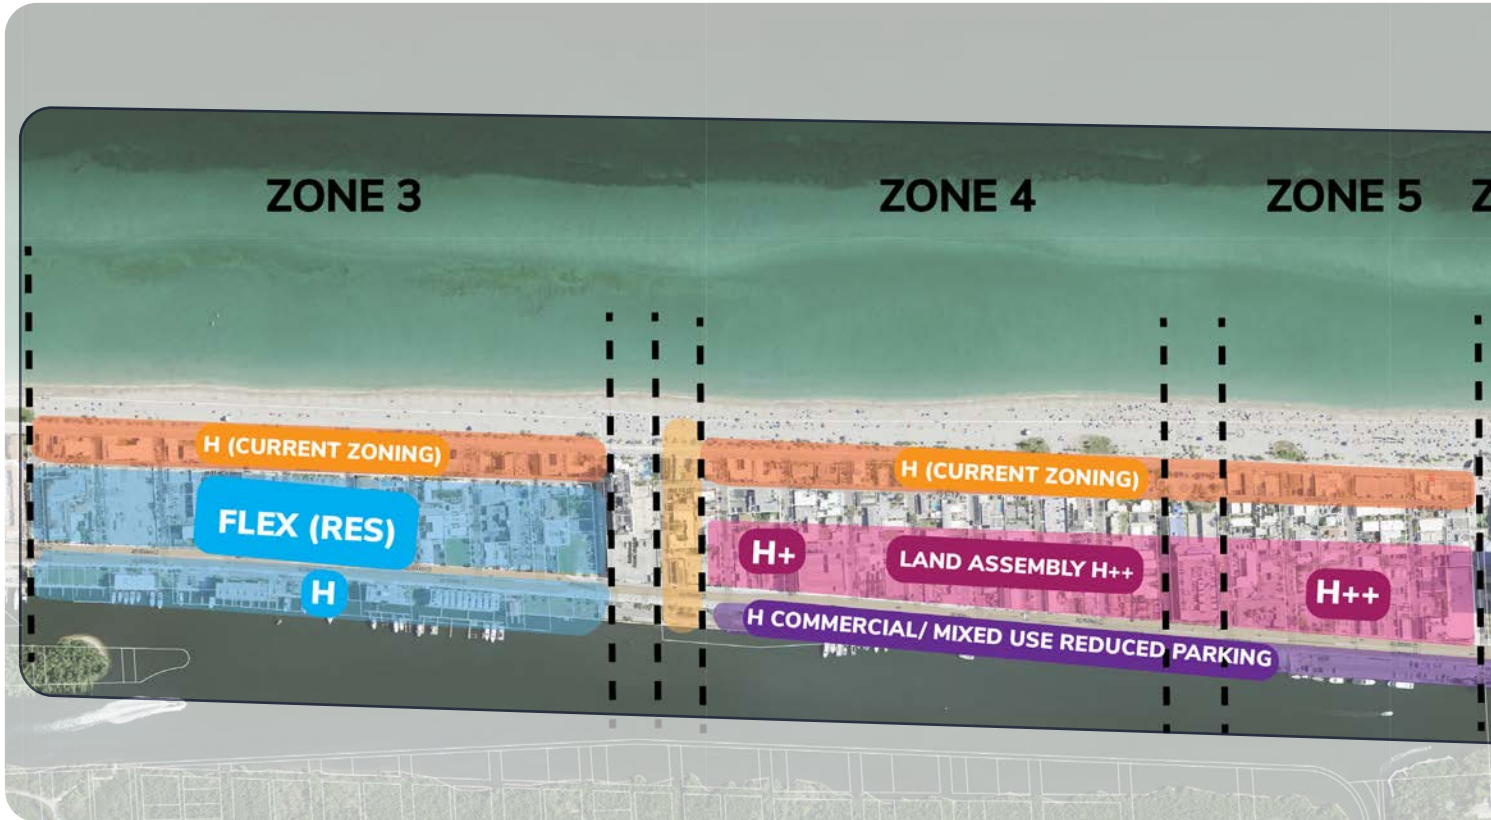 ZONE 3
ZONE 4
ZONE 5
Z
H (CURRENT ZONING)
H (CURRENT ZONING)
FLEX (RES)
H
H+
LAND ASSEMBLY H++
H++
H COMMERCIAL/ MIXED USE REDUCED PARKING